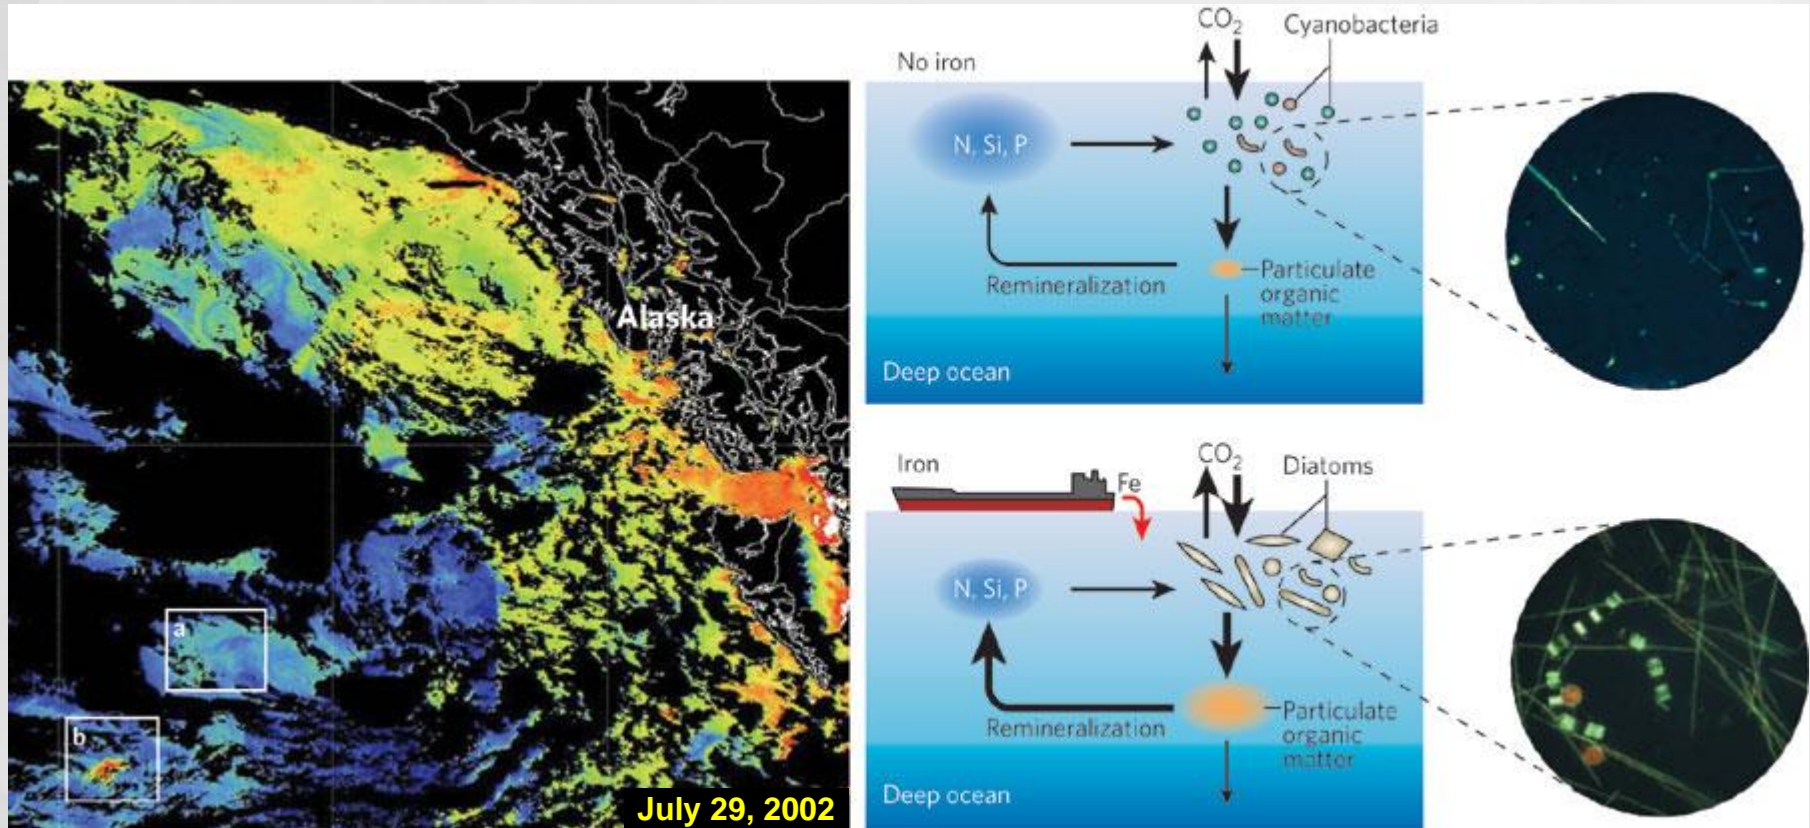 Alaska
a
b
July 29, 2002
No iron
CO2
Cyanobacteria
N, Si, P
Remineralization
Particulate
organic
matter
Deep ocean
Iron
Fe
CO2
Diatoms
N, Si, P
Remineralization
Particulate
organic
matter
Deep ocean